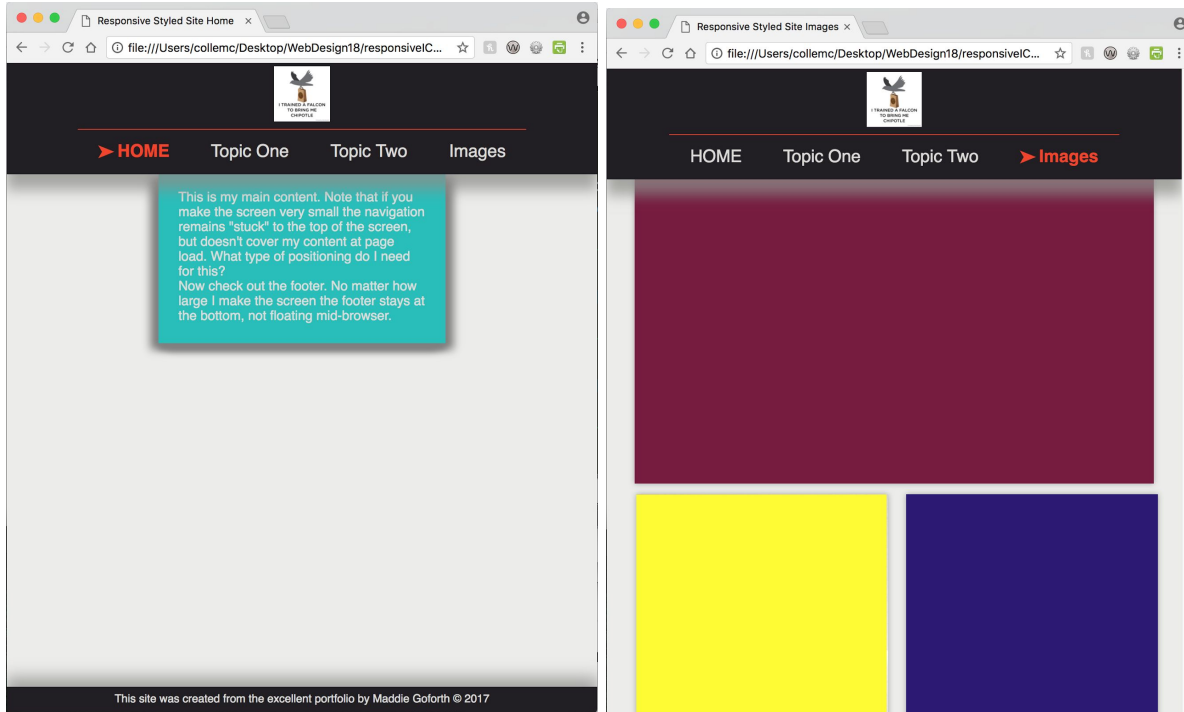 Responsive Styled Site Home ×
file:///Users/collemc/Desktop/WebDesign18/responsiveIC...
I TRAINED A FALCON
TO BRING ME
CHIPOTLE
➤ HOME Topic One Topic Two Images
This is my main content. Note that if you
make the screen very small the navigation
remains "stuck" to the top of the screen,
but doesn't cover my content at page
load. What type of positioning do I need
for this?
Now check out the footer. No matter how
large I make the screen the footer stays at
the bottom, not floating mid-browser.
This site was created from the excellent portfolio by Maddie Goforth © 2017
Responsive Styled Site Images ×
file:///Users/collemc/Desktop/WebDesign18/responsiveIC...
I TRAINED A FALCON
TO BRING ME
CHIPOTLE
HOME Topic One Topic Two ➤ Images